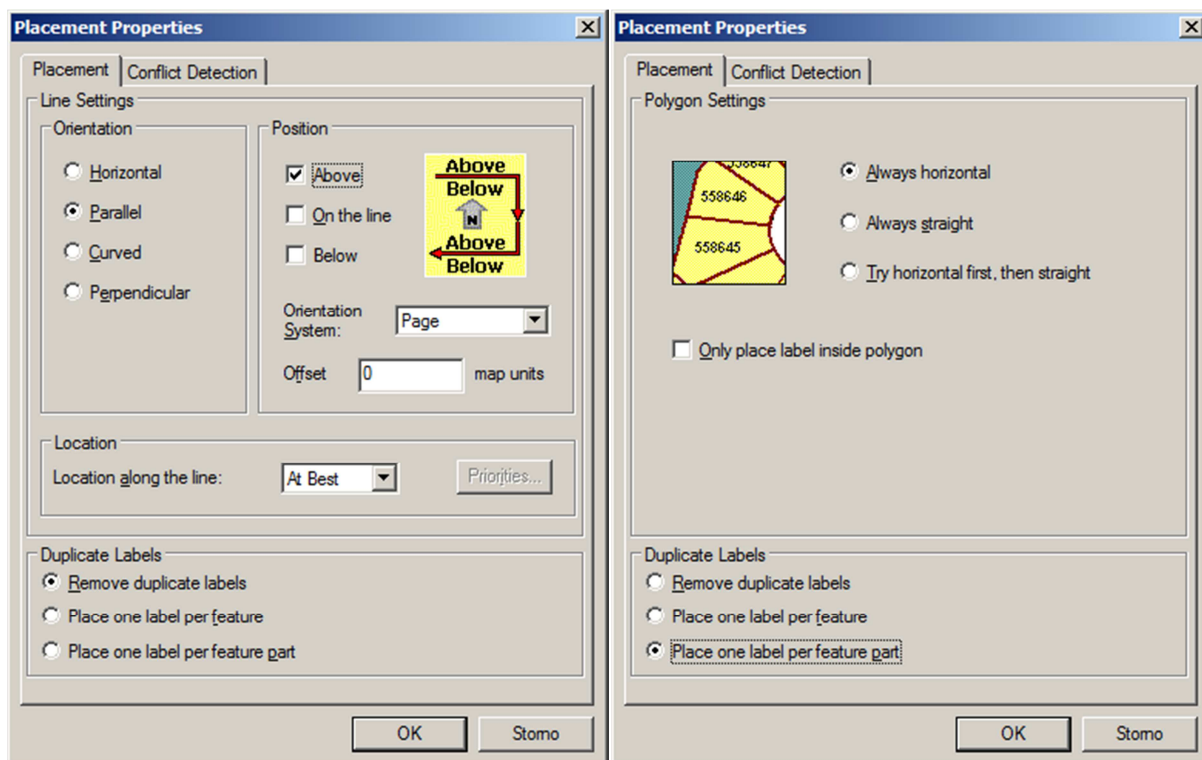 Placement Properties
Placement
Conflict Detection
Line Settings
Orientation
Horizontal
Parallel
Curved
Perpendicular
Position
Above
On the line
Below
Above
Below
N
Above
Below
Orientation
System:
Page
Offset
0
map units
Location
Location along the line:
At Best
Priorities...
Duplicate Labels
Remove duplicate labels
Place one label per feature
Place one label per feature part
OK
Storno
Placement Properties
Placement
Conflict Detection
Polygon Settings
558647
558646
558645
Always horizontal
Always straight
Try horizontal first, then straight
Only place label inside polygon
Duplicate Labels
Remove duplicate labels
Place one label per feature
Place one label per feature part
OK
Storno